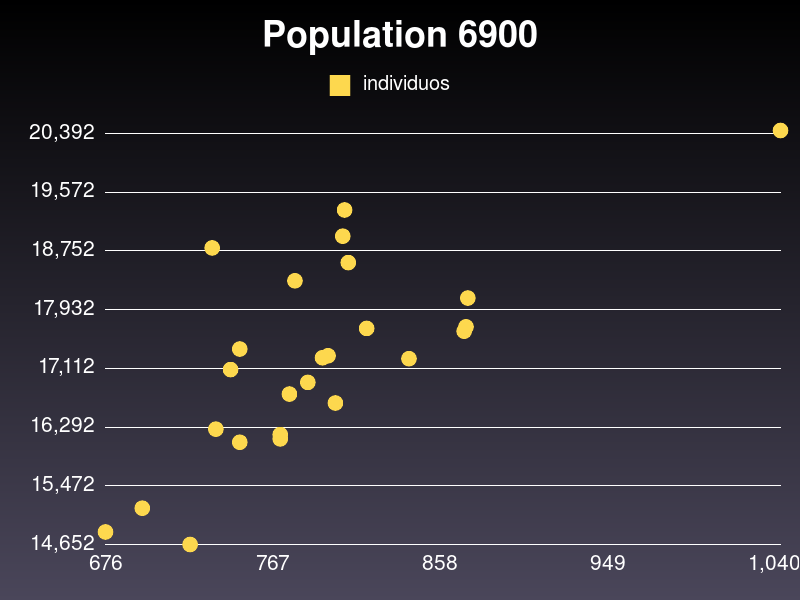 Population 6900
individuos
20,392
19,572
18,752
17,932
17,112
16,292
15,472
14,652
676 767 858 949 1,040